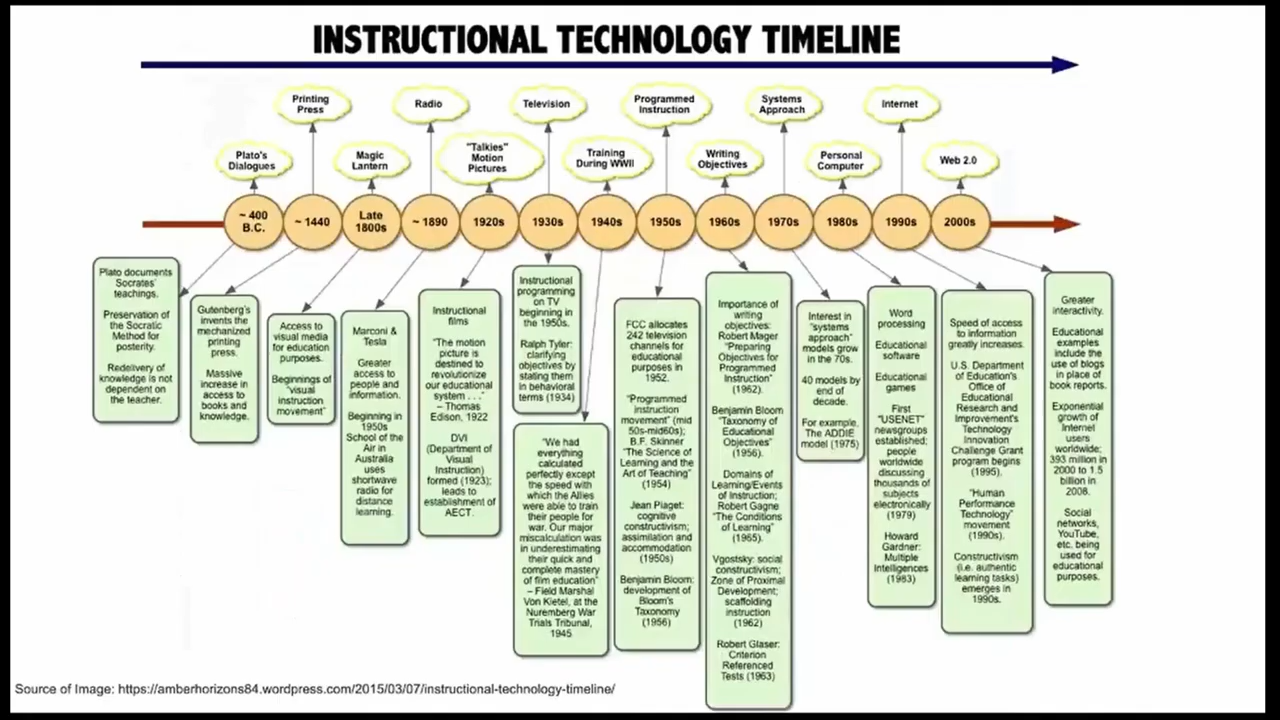 INSTRUCTIONAL TECHNOLOGY TIMELINE
Printing
Press
Radio
Television
Programmed
Instruction
Systems
Approach
Internet
Plato's
Dialogues
Magic
Lantern
"Talkies"
Motion
Pictures
Training
During WWII
Writing
Objectives
Personal
Computer
Web 2.0
~ 400
B.C.
~ 1440
Late
1800s
~ 1890
1920s
1930s
1940s
1950s
1960s
1970s
1980s
1990s
2000s
Plato documents
Socrates'
teachings.
Preservation of
the Socratic
Method for
posterity.
Redelivery of
knowledge is not
dependent on
the teacher.
Gutenberg's
invents the
mechanized
printing
press.
Massive
increase in
access to
books and
knowledge.
Access to
visual media
for education
purposes.
Beginnings of
"visual
instruction
movement"
Marconi &
Tesla
Greater
access to
people and
information.
Beginning in
1950s
School of the
Air in
Australia
uses
shortwave
radio for
distance
learning.
Instructional
films
"The motion
picture is
destined to
revolutionize
our educational
system . . ."
– Thomas
Edison, 1922
DVI
(Department of
Visual
Instruction)
formed (1923);
leads to
establishment of
AECT.
Instructional
programming
on TV
beginning in
the 1950s.
Ralph Tyler:
clarifying
objectives by
stating them
in behavioral
terms (1934)
"We had
everything
calculated
perfectly except
the speed with
which the Allies
were able to train
their people for
war. Our major
miscalculation was
in underestimating
their quick and
complete mastery
of film education"
– Field Marshal
Von Kietel, at the
Nuremberg War
Trials Tribunal,
1945
FCC allocates
242 television
channels for
educational
purposes in
1952.
"Programmed
instruction
movement" (mid
50s-mid60s);
B.F. Skinner
"The Science of
Learning and the
Art of Teaching"
(1954)
Jean Piaget:
cognitive
constructivism;
assimilation and
accommodation
(1950s)
Benjamin Bloom:
development of
Bloom's
Taxonomy
(1956)
Importance of
writing
objectives:
Robert Mager
"Preparing
Objectives for
Programmed
Instruction"
(1962).
Benjamin Bloom
"Taxonomy of
Educational
Objectives"
(1956).
Domains of
Learning/Events
of Instruction;
Robert Gagne
"The Conditions
of Learning"
(1965).
Vgostsky: social
constructivism;
Zone of Proximal
Development;
scaffolding
instruction
(1962)
Robert Glaser:
Criterion
Referenced
Tests (1963)
Interest in
"systems
approach"
models grow
in the 70s.
40 models by
end of
decade.
For example,
The ADDIE
model (1975)
Word
processing
Educational
software
Educational
games
First
"USENET"
newsgroups
established;
people
worldwide
discussing
thousands of
subjects
electronically
(1979)
Howard
Gardner:
Multiple
Intelligences
(1983)
Speed of access
to information
greatly increases.
U.S. Department
of Education's
Office of
Educational
Research and
Improvement's
Technology
Innovation
Challenge Grant
program begins
(1995).
"Human
Performance
Technology"
movement
(1990s).
Constructivism
(i.e. authentic
learning tasks)
emerges in
1990s.
Greater
interactivity.
Educational
examples
include the
use of blogs
in place of
book reports.
Exponential
growth of
Internet
users
worldwide;
393 million in
2000 to 1.5
billion in
2008.
Social
networks,
YouTube,
etc. being
used for
educational
purposes.
Source of Image: https://amberhorizons84.wordpress.com/2015/03/07/instructional-technology-timeline/